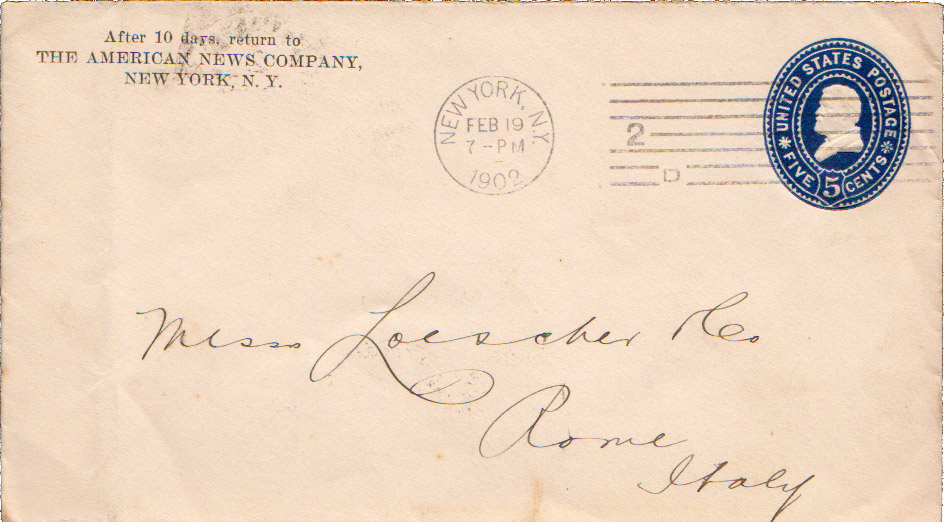 After 10 days, return to
THE AMERICAN NEWS COMPANY,
NEW YORK, N. Y.
NEW YORK, N.Y.
FEB 19
7-PM
1902
2
D
UNITED STATES POSTAGE
FIVE 5 CENTS
Mess Loescher & Co
Rome
Italy